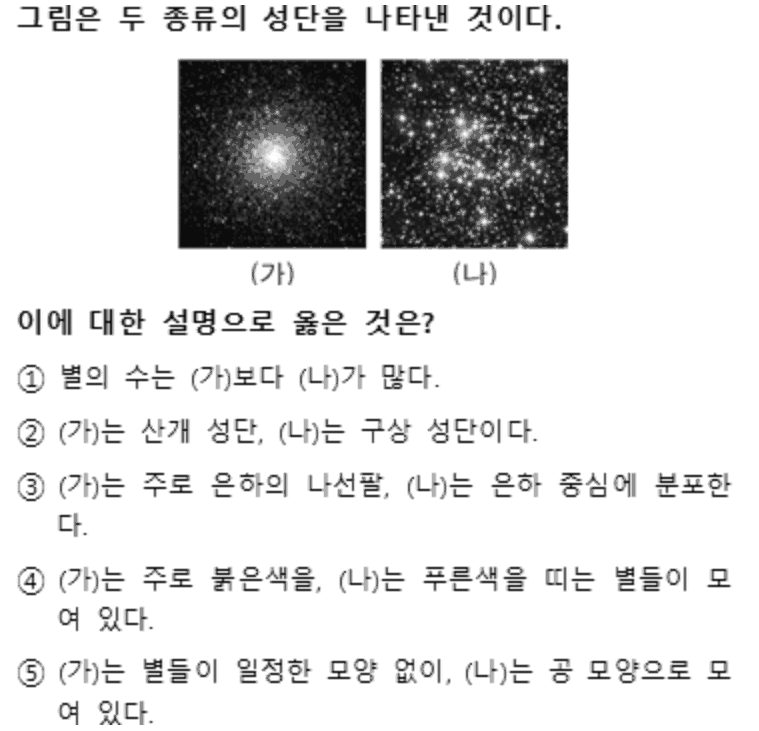 그림은 두 종류의 성단을 나타낸 것이다.
(가) (나)
이에 대한 설명으로 옳은 것은?
① 별의 수는 (가)보다 (나)가 많다.
② (가)는 산개 성단, (나)는 구상 성단이다.
③ (가)는 주로 은하의 나선팔, (나)는 은하 중심에 분포한
다.
④ (가)는 주로 붉은색을, (나)는 푸른색을 띠는 별들이 모
여 있다.
⑤ (가)는 별들이 일정한 모양 없이, (나)는 공 모양으로 모
여 있다.